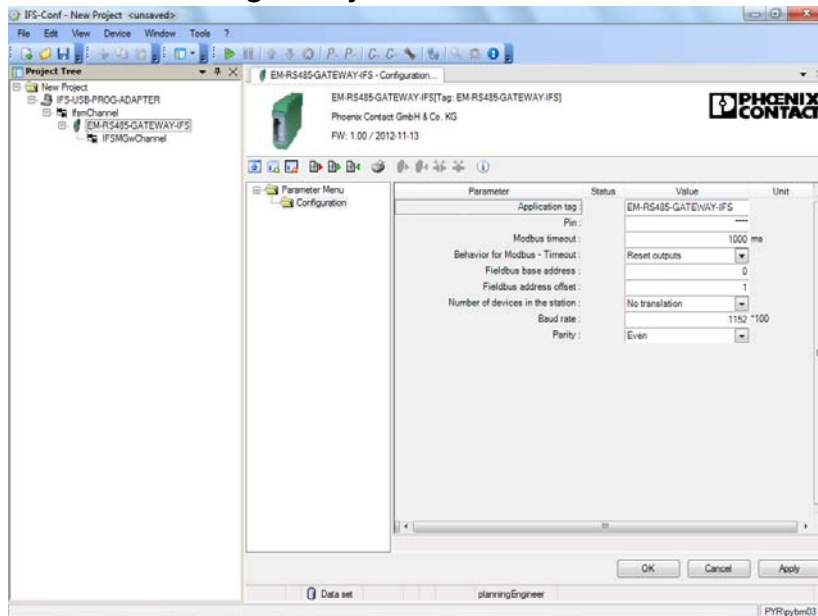 IFS-Conf - New Project <unsaved>
File Edit View Device Window Tools ?
Project Tree
New Project
IFS-USB-PROG-ADAPTER
IfsmChannel
EM-RS485-GATEWAY-IFS
IFSMGwChannel
EM-RS485-GATEWAY-IFS - Configuration...
EM-RS485-GATEWAY-IFS[Tag: EM-RS485-GATEWAY-IFS]
Phoenix Contact GmbH & Co. KG
FW: 1.00 / 2012-11-13
PHŒNIX
CONTACT
Parameter Menu
Configuration
Parameter Status Value Unit
Application tag : EM-RS485-GATEWAY-IFS
Pin : ----
Modbus timeout : 1000 ms
Behavior for Modbus - Timeout : Reset outputs
Fieldbus base address : 0
Fieldbus address offset : 1
Number of devices in the station : No translation
Baud rate : 1152 *100
Parity : Even
OK Cancel Apply
Data set planningEngineer
PYR\pybm03